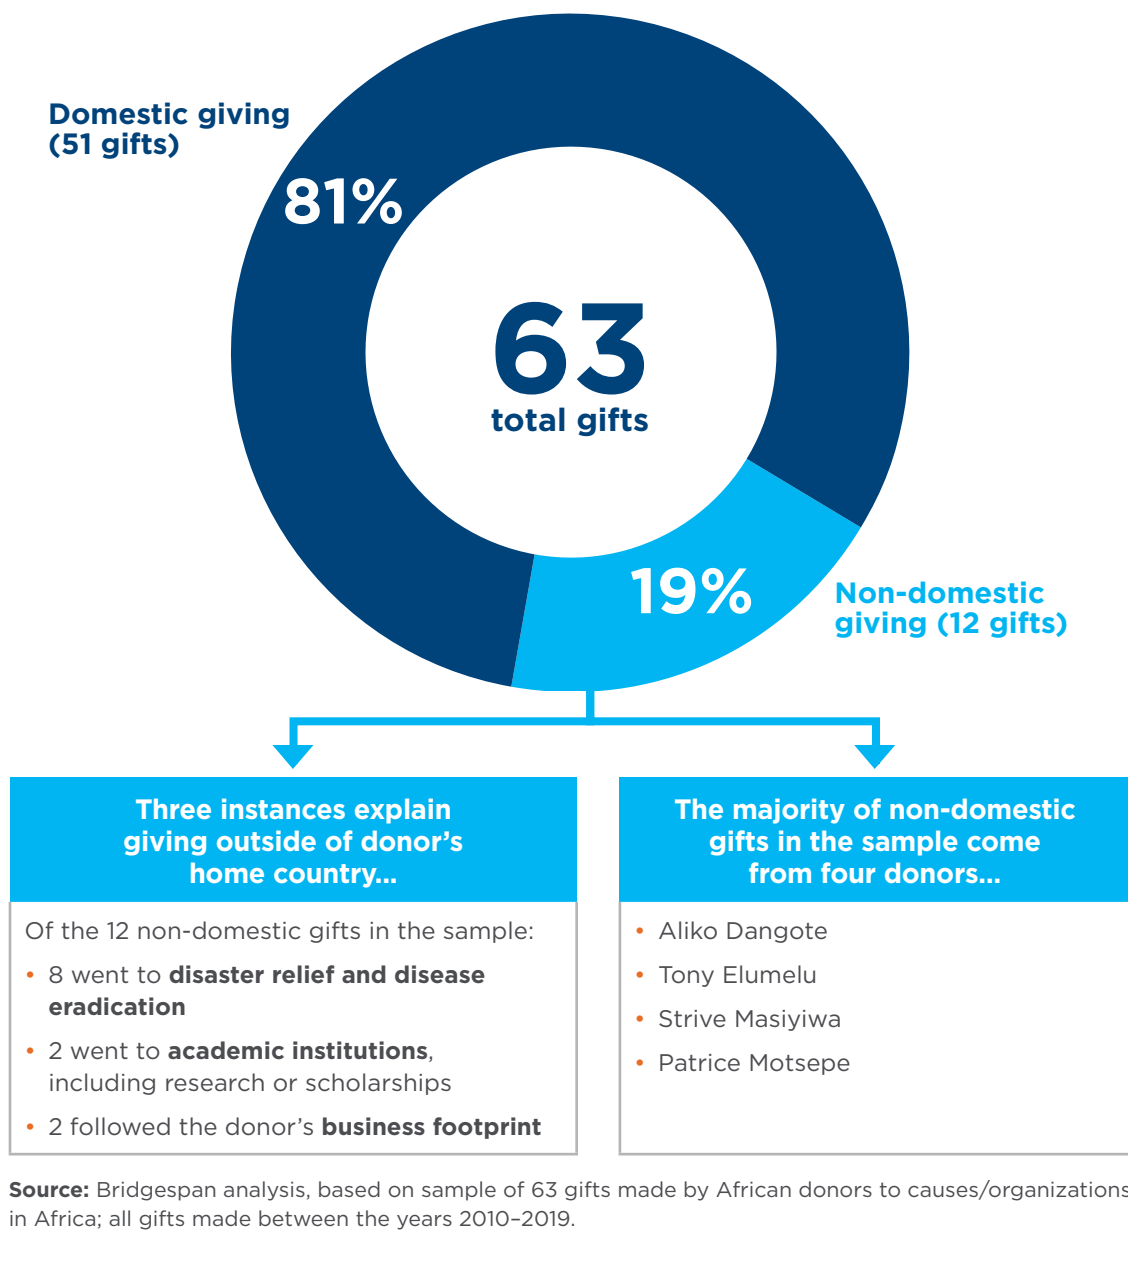 Domestic giving
(51 gifts)
81%
63
total gifts
19%
Non-domestic
giving (12 gifts)
Three instances explain
giving outside of donor’s
home country...
Of the 12 non-domestic gifts in the sample:
• 8 went to disaster relief and disease
eradication
• 2 went to academic institutions,
including research or scholarships
• 2 followed the donor’s business footprint
The majority of non-domestic
gifts in the sample come
from four donors...
• Aliko Dangote
• Tony Elumelu
• Strive Masiyiwa
• Patrice Motsepe
Source: Bridgespan analysis, based on sample of 63 gifts made by African donors to causes/organizations
in Africa; all gifts made between the years 2010–2019.